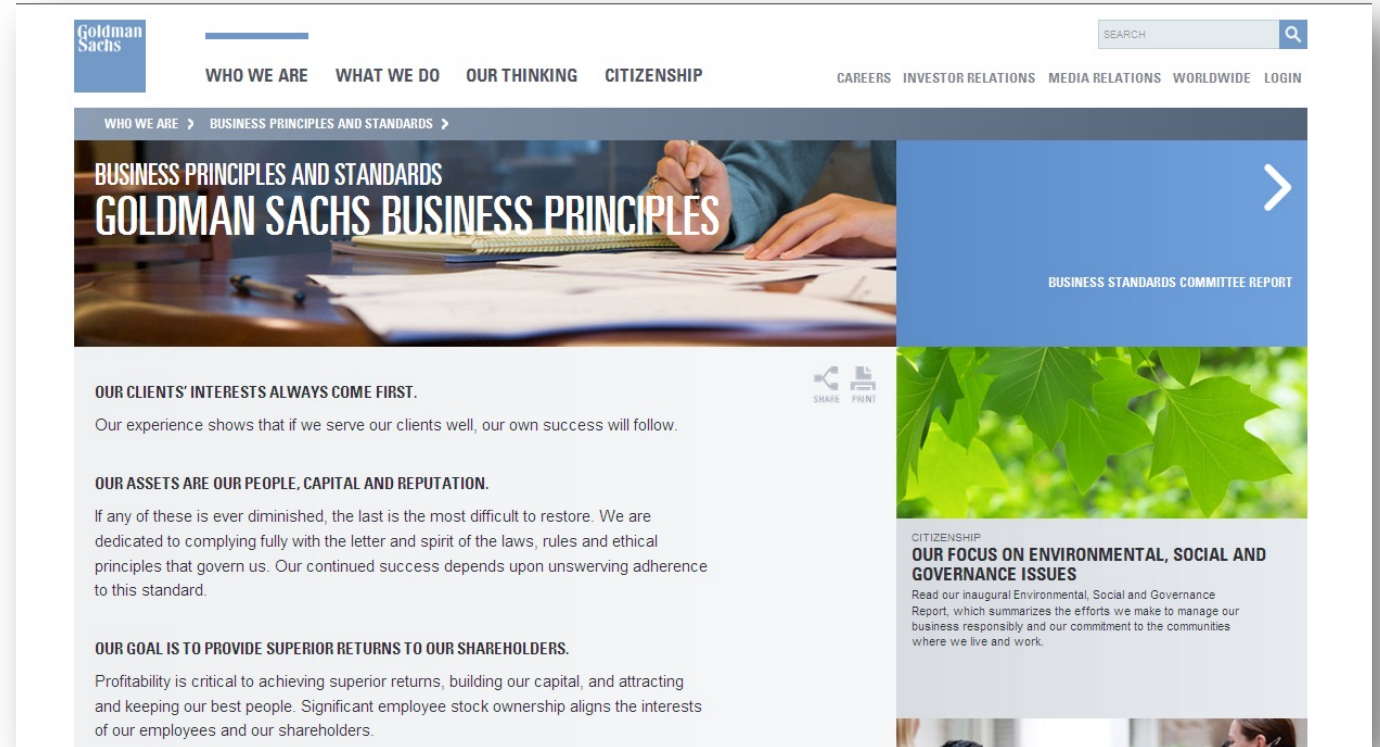 Goldman
Sachs
SEARCH
WHO WE ARE WHAT WE DO OUR THINKING CITIZENSHIP
CAREERS INVESTOR RELATIONS MEDIA RELATIONS WORLDWIDE LOGIN
WHO WE ARE > BUSINESS PRINCIPLES AND STANDARDS >
BUSINESS PRINCIPLES AND STANDARDS
GOLDMAN SACHS BUSINESS PRINCIPLES
BUSINESS STANDARDS COMMITTEE REPORT
SHARE PRINT
OUR CLIENTS' INTERESTS ALWAYS COME FIRST.
Our experience shows that if we serve our clients well, our own success will follow.
OUR ASSETS ARE OUR PEOPLE, CAPITAL AND REPUTATION.
If any of these is ever diminished, the last is the most difficult to restore. We are
dedicated to complying fully with the letter and spirit of the laws, rules and ethical
principles that govern us. Our continued success depends upon unswerving adherence
to this standard.
OUR GOAL IS TO PROVIDE SUPERIOR RETURNS TO OUR SHAREHOLDERS.
Profitability is critical to achieving superior returns, building our capital, and attracting
and keeping our best people. Significant employee stock ownership aligns the interests
of our employees and our shareholders.
CITIZENSHIP
OUR FOCUS ON ENVIRONMENTAL, SOCIAL AND
GOVERNANCE ISSUES
Read our inaugural Environmental, Social and Governance
Report, which summarizes the efforts we make to manage our
business responsibly and our commitment to the communities
where we live and work.